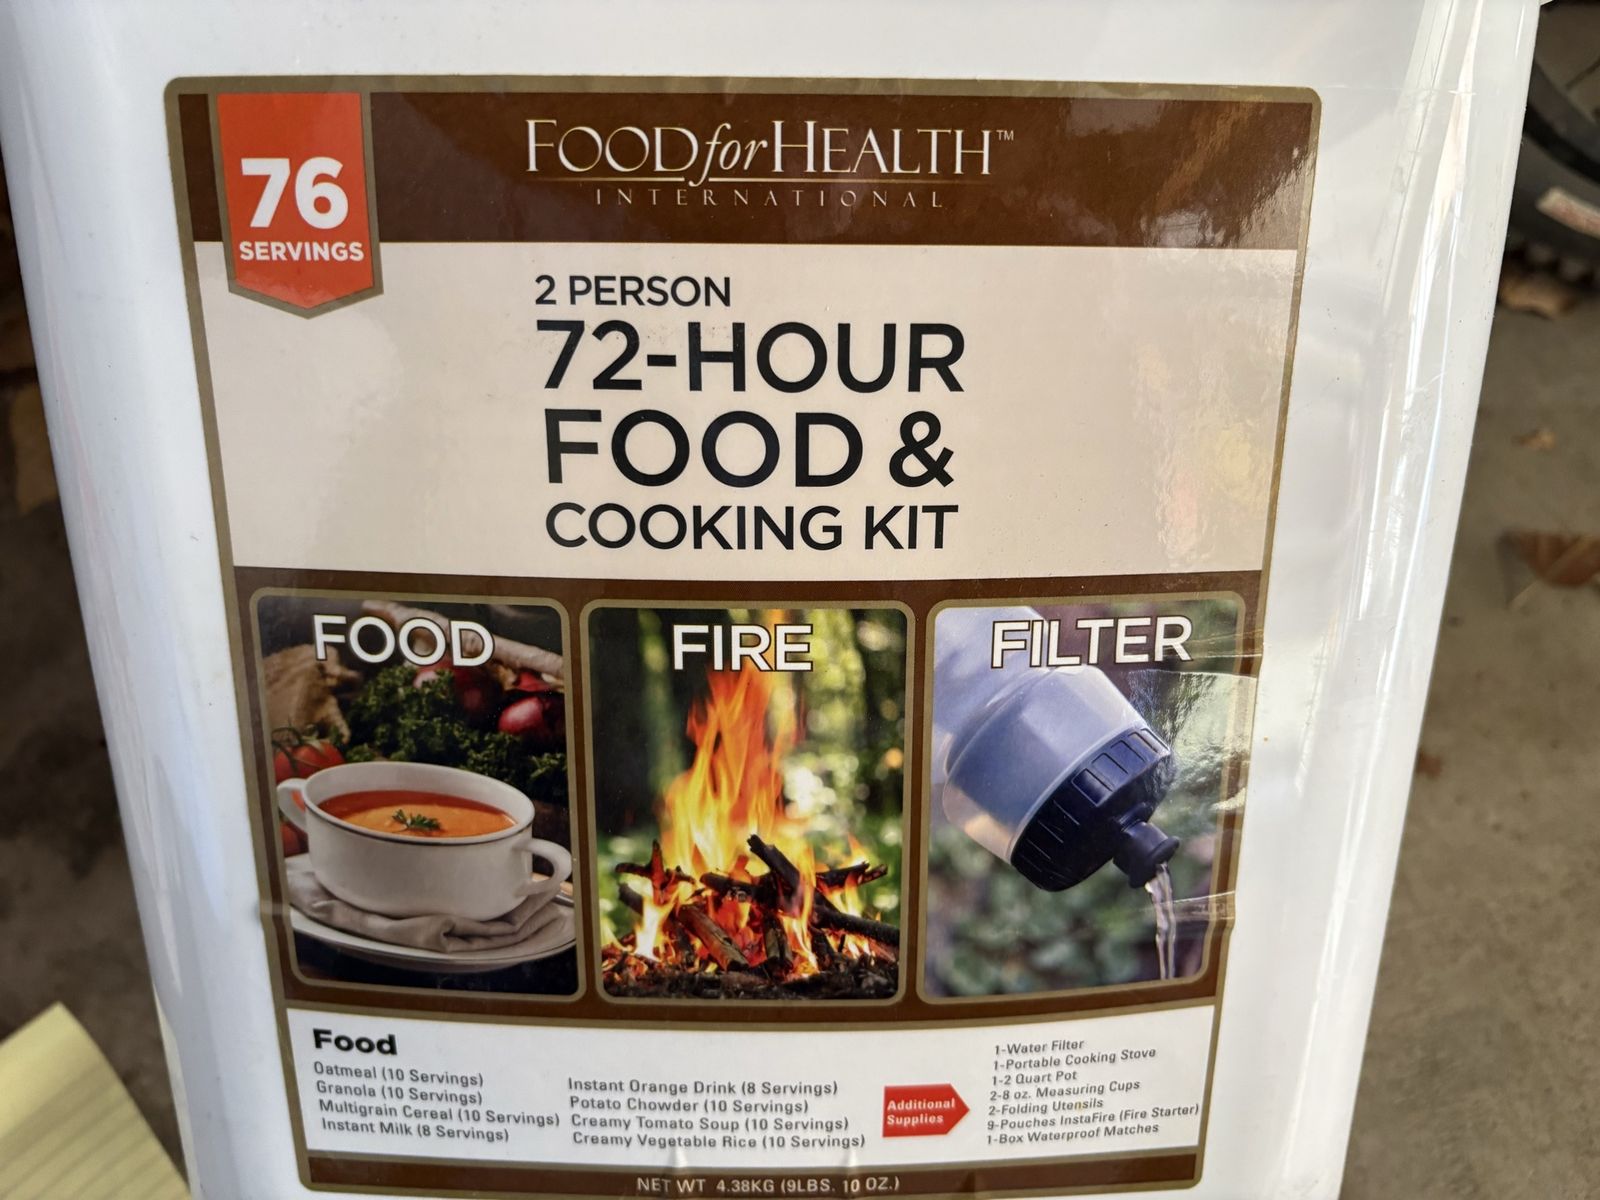 76
SERVINGS
FOOD for HEALTH™
INTERNATIONAL
2 PERSON
72-HOUR
FOOD &
COOKING KIT
FOOD
FIRE
FILTER
Food
Oatmeal (10 Servings)
Granola (10 Servings)
Multigrain Cereal (10 Servings)
Instant Milk (8 Servings)
Instant Orange Drink (8 Servings)
Potato Chowder (10 Servings)
Creamy Tomato Soup (10 Servings)
Creamy Vegetable Rice (10 Servings)
Additional
Supplies
1-Water Filter
1-Portable Cooking Stove
1-2 Quart Pot
2-8 oz. Measuring Cups
2-Folding Utensils
9-Pouches InstaFire (Fire Starter)
1-Box Waterproof Matches
NET WT 4.38KG (9LBS. 10 OZ.)